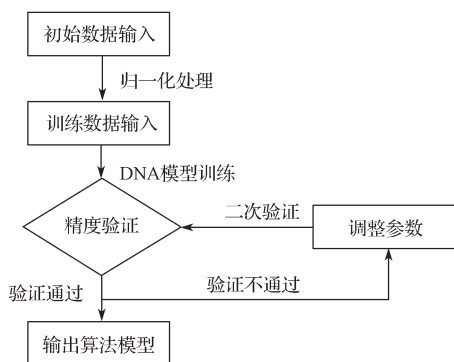 初始数据输入
归一化处理
训练数据输入
DNA模型训练
精度验证
二次验证
调整参数
验证通过
验证不通过
输出算法模型